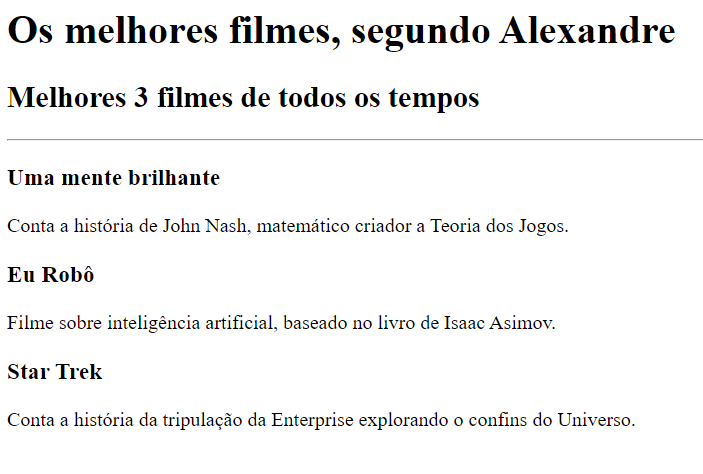 Os melhores filmes, segundo Alexandre
Melhores 3 filmes de todos os tempos
Uma mente brilhante
Conta a história de John Nash, matemático criador a Teoria dos Jogos.
Eu Robô
Filme sobre inteligência artificial, baseado no livro de Isaac Asimov.
Star Trek
Conta a história da tripulação da Enterprise explorando o confins do Universo.